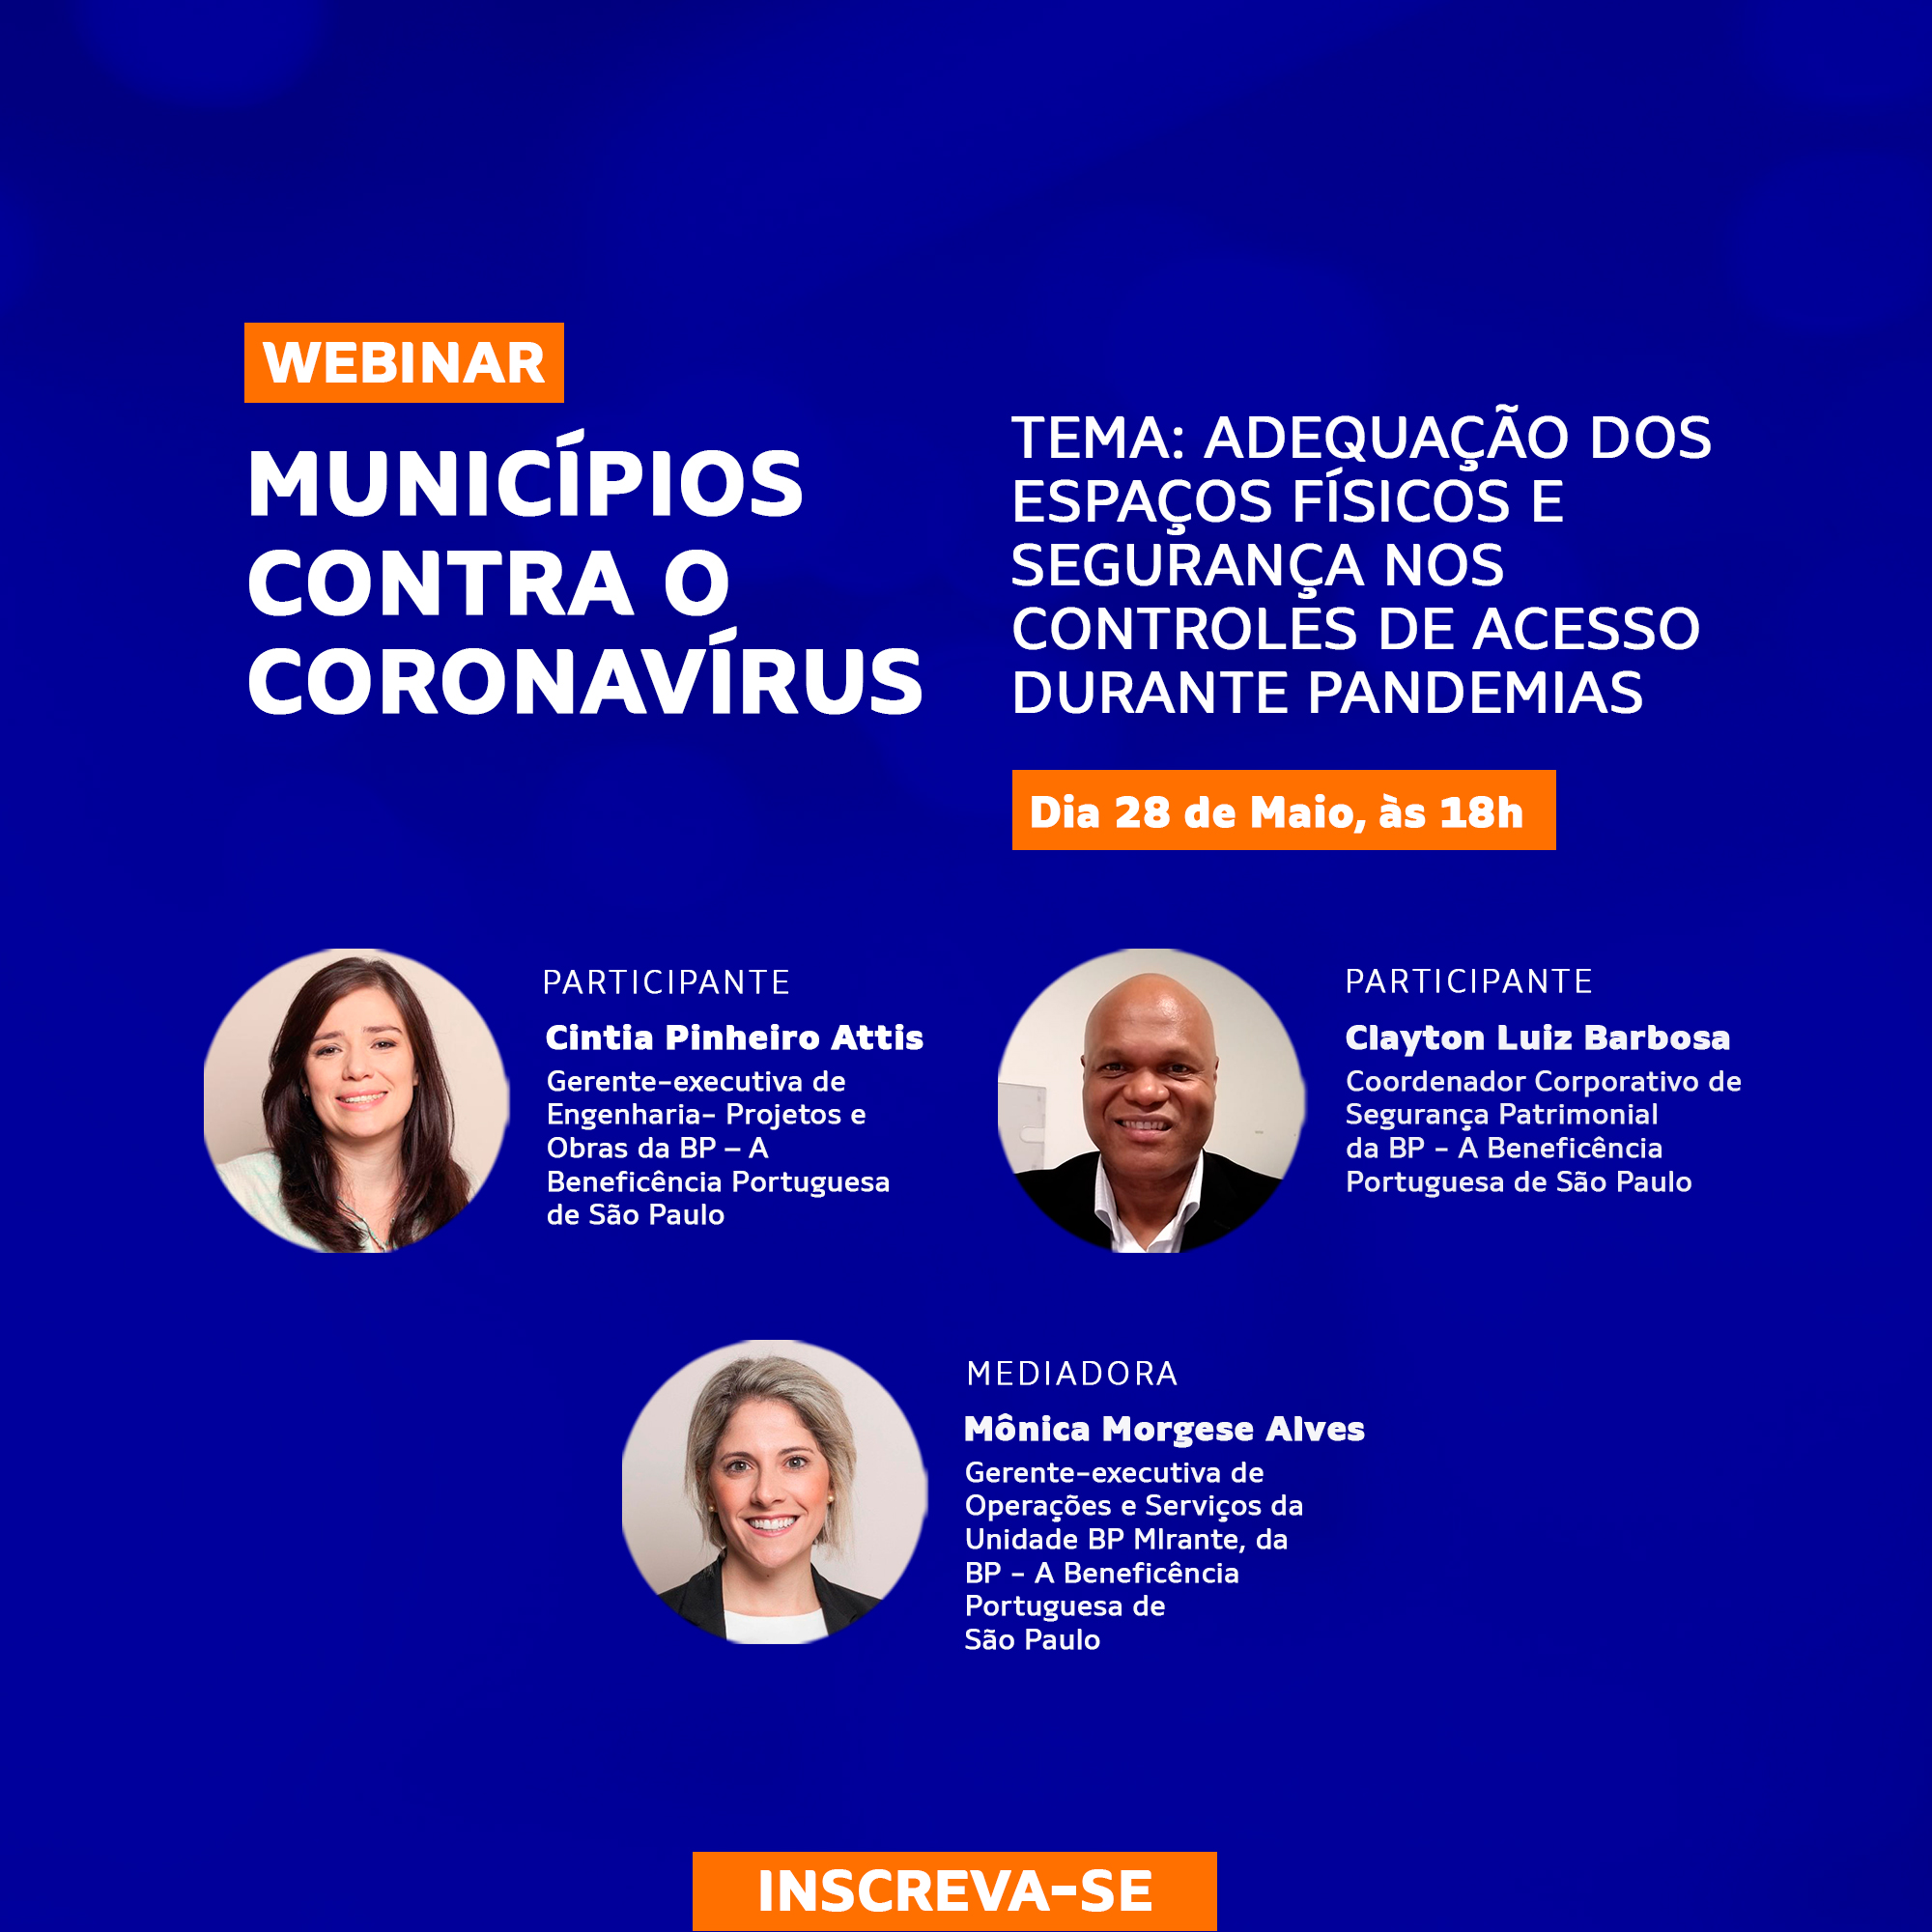 WEBINAR
MUNICÍPIOS
CONTRA O
CORONAVÍRUS
TEMA: ADEQUAÇÃO DOS
ESPAÇOS FÍSICOS E
SEGURANÇA NOS
CONTROLES DE ACESSO
DURANTE PANDEMIAS
Dia 28 de Maio, às 18h
PARTICIPANTE
Cintia Pinheiro Attis
Gerente-executiva de
Engenharia- Projetos e
Obras da BP – A
Beneficência Portuguesa
de São Paulo
PARTICIPANTE
Clayton Luiz Barbosa
Coordenador Corporativo de
Segurança Patrimonial
da BP - A Beneficência
Portuguesa de São Paulo
MEDIADORA
Mônica Morgese Alves
Gerente-executiva de
Operações e Serviços da
Unidade BP MIrante, da
BP - A Beneficência
Portuguesa de
São Paulo
INSCREVA-SE